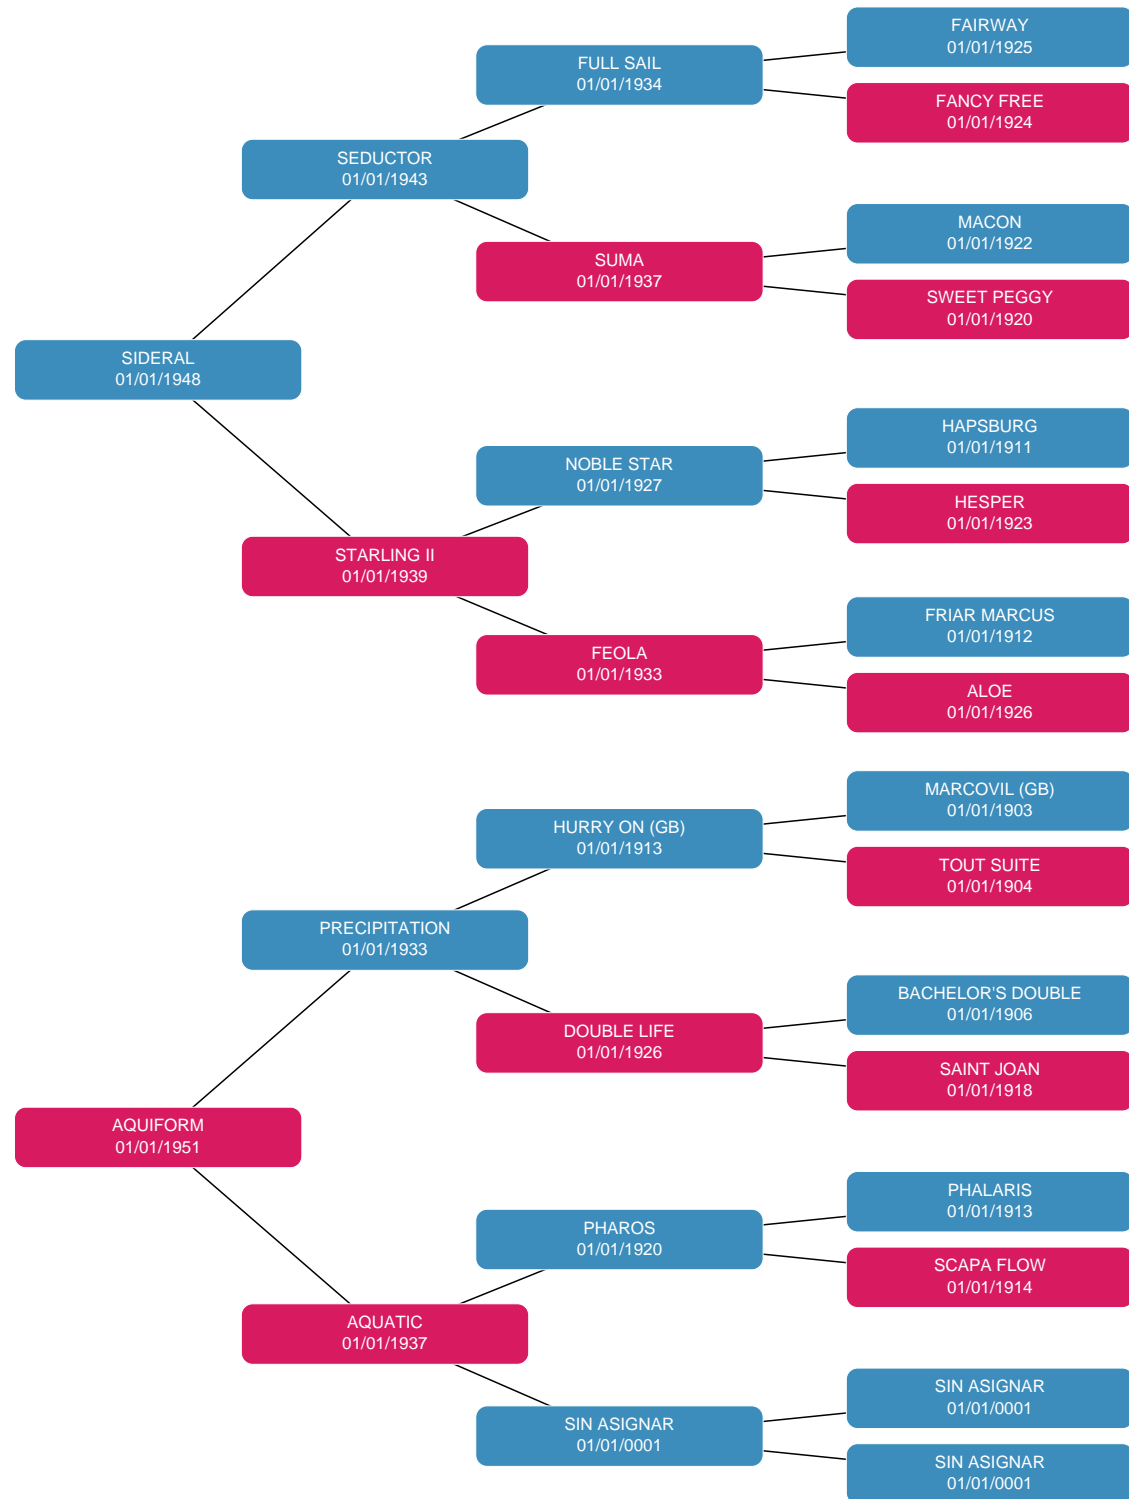 FAIRWAY
01/01/1925
FULL SAIL
01/01/1934
FANCY FREE
01/01/1924
SEDUCTOR
01/01/1943
MACON
01/01/1922
SUMA
01/01/1937
SWEET PEGGY
01/01/1920
SIDERAL
01/01/1948
HAPSBURG
01/01/1911
NOBLE STAR
01/01/1927
HESPER
01/01/1923
STARLING II
01/01/1939
FRIAR MARCUS
01/01/1912
FEOLA
01/01/1933
ALOE
01/01/1926
MARCOVIL (GB)
01/01/1903
HURRY ON (GB)
01/01/1913
TOUT SUITE
01/01/1904
PRECIPITATION
01/01/1933
BACHELOR'S DOUBLE
01/01/1906
DOUBLE LIFE
01/01/1926
SAINT JOAN
01/01/1918
AQUIFORM
01/01/1951
PHALARIS
01/01/1913
PHAROS
01/01/1920
SCAPA FLOW
01/01/1914
AQUATIC
01/01/1937
SIN ASIGNAR
01/01/0001
SIN ASIGNAR
01/01/0001
SIN ASIGNAR
01/01/0001